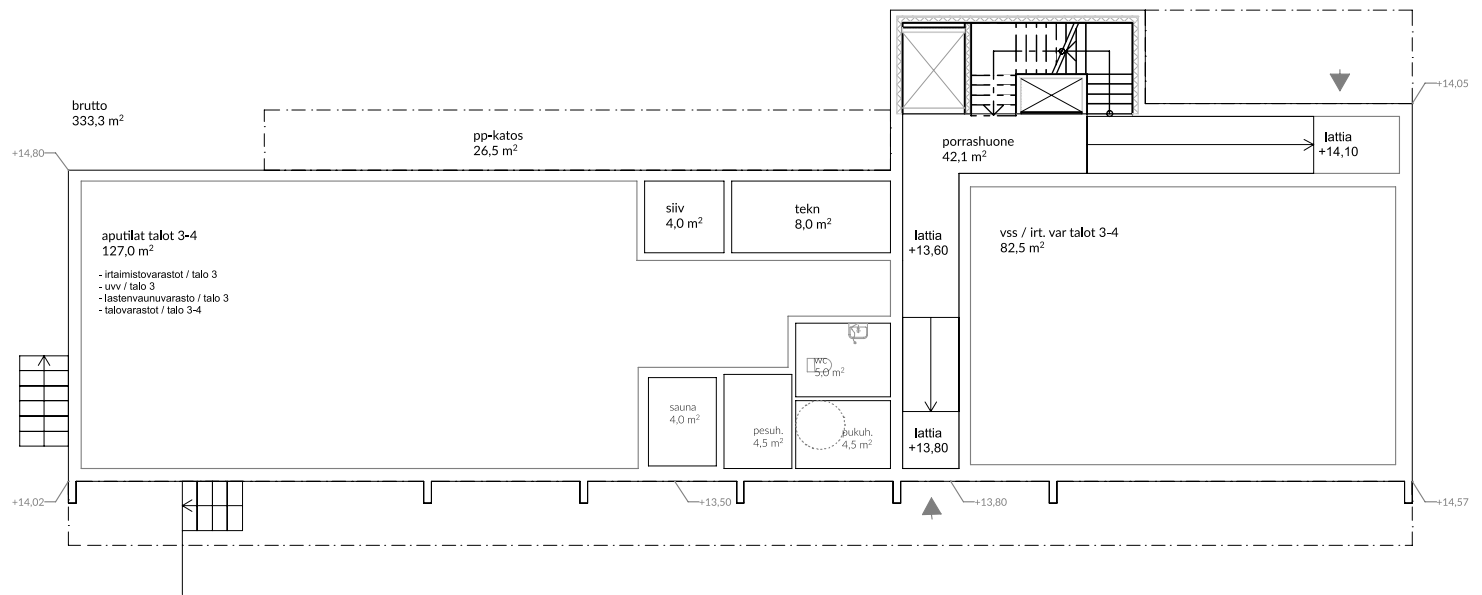 +14,05
brutto
333,3 m²
pp-katos
26,5 m²
porrashuone
42,1 m²
lattia
+14,10
+14,80
siiv
4,0 m²
tekn
8,0 m²
aputilat talot 3-4
127,0 m²
lattia
+13,60
vss / irt. var talot 3-4
82,5 m²
- irtaimistovarastot / talo 3
- uvv / talo 3
- lastenvaunuvarasto / talo 3
- talovarastot / talo 3-4
wc
5,0 m²
sauna
4,0 m²
pesuh.
4,5 m²
pukuh.
4,5 m²
lattia
+13,80
+14,02
+13,50
+13,80
+14,57